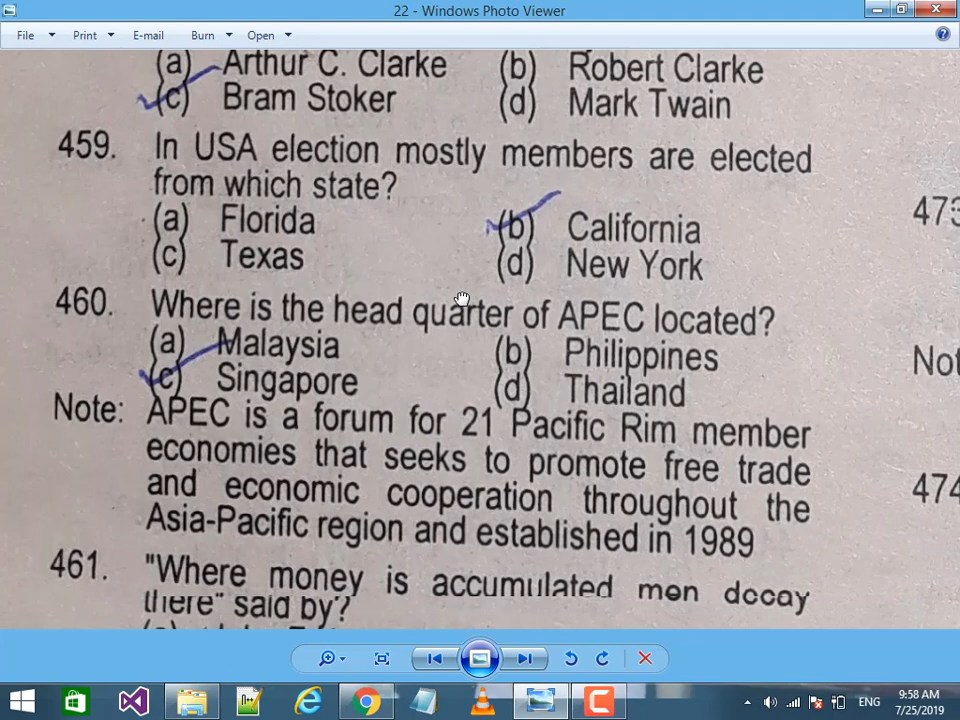 22 - Windows Photo Viewer
File Print E-mail Burn Open
(a) Arthur C. Clarke (b) Robert Clarke
(c) Bram Stoker (d) Mark Twain
459. In USA election mostly members are elected
from which state?
(a) Florida (b) California
(c) Texas (d) New York
460. Where is the head quarter of APEC located?
(a) Malaysia (b) Philippines
(c) Singapore (d) Thailand
Note: APEC is a forum for 21 Pacific Rim member
economies that seeks to promote free trade
and economic cooperation throughout the
Asia-Pacific region and established in 1989
461. "Where money is accumulated men decay
there" said by?
473
Not
474
ENG 9:58 AM
7/25/2019